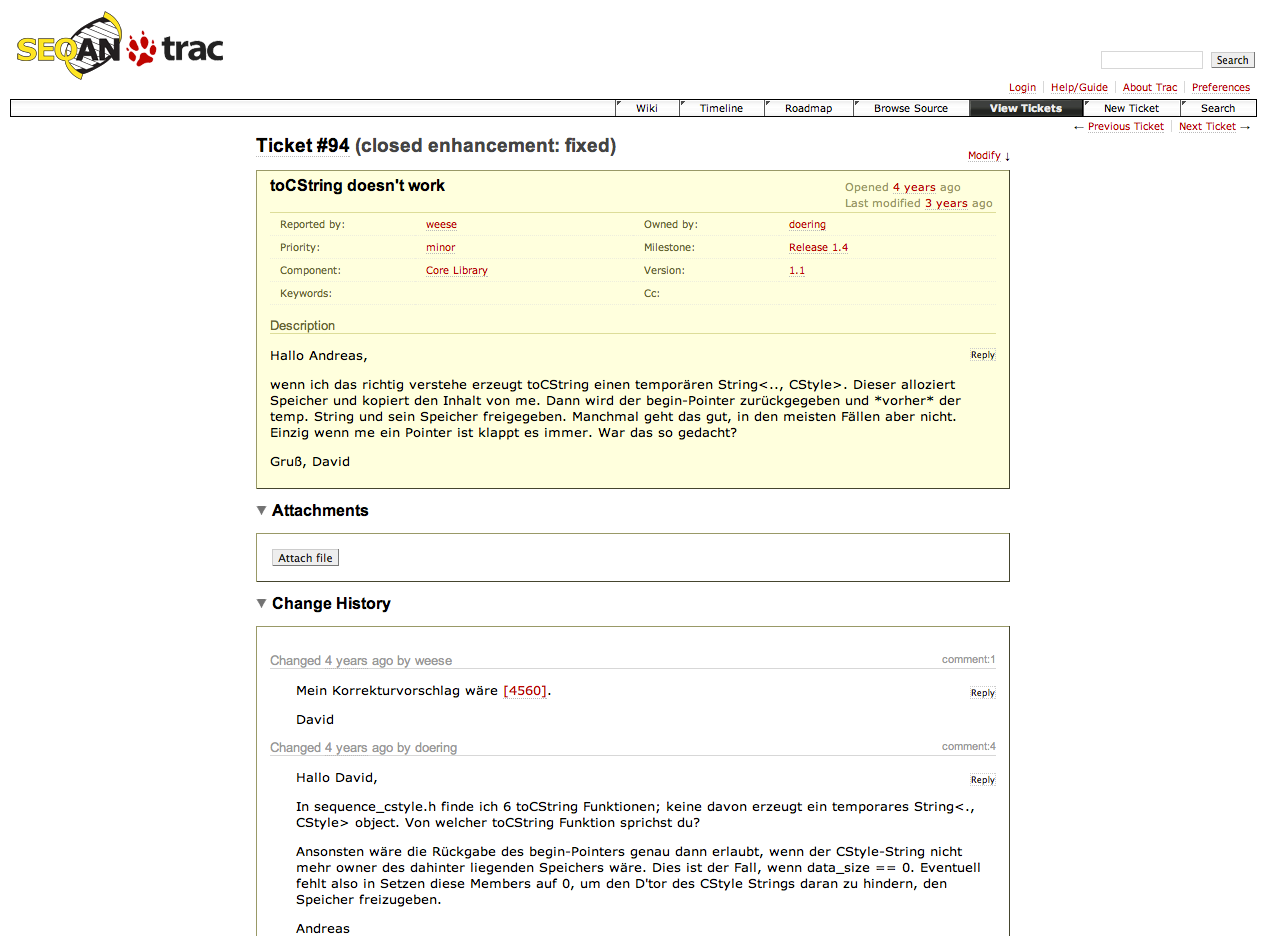 SEQAN trac
Search
Login Help/Guide About Trac Preferences
Wiki Timeline Roadmap Browse Source View Tickets New Ticket Search
← Previous Ticket Next Ticket →
Ticket #94 (closed enhancement: fixed)
Modify ↓
toCString doesn't work
Opened 4 years ago
Last modified 3 years ago
Reported by: weese Owned by: doering
Priority: minor Milestone: Release 1.4
Component: Core Library Version: 1.1
Keywords: Cc:
Description
Hallo Andreas,
Reply
wenn ich das richtig verstehe erzeugt toCString einen temporären String<.., CStyle>. Dieser alloziert
Speicher und kopiert den Inhalt von me. Dann wird der begin-Pointer zurückgegeben und *vorher* der
temp. String und sein Speicher freigegeben. Manchmal geht das gut, in den meisten Fällen aber nicht.
Einzig wenn me ein Pointer ist klappt es immer. War das so gedacht?
Gruß, David
Attachments
Attach file
Change History
Changed 4 years ago by weese comment:1
Mein Korrekturvorschlag wäre [4560].
Reply
David
Changed 4 years ago by doering comment:4
Hallo David,
Reply
In sequence_cstyle.h finde ich 6 toCString Funktionen; keine davon erzeugt ein temporares String<.,
CStyle> object. Von welcher toCString Funktion sprichst du?
Ansonsten wäre die Rückgabe des begin-Pointers genau dann erlaubt, wenn der CStyle-String nicht
mehr owner des dahinter liegenden Speichers wäre. Dies ist der Fall, wenn data_size == 0. Eventuell
fehlt also in Setzen diese Members auf 0, um den D'tor des CStyle Strings daran zu hindern, den
Speicher freizugeben.
Andreas